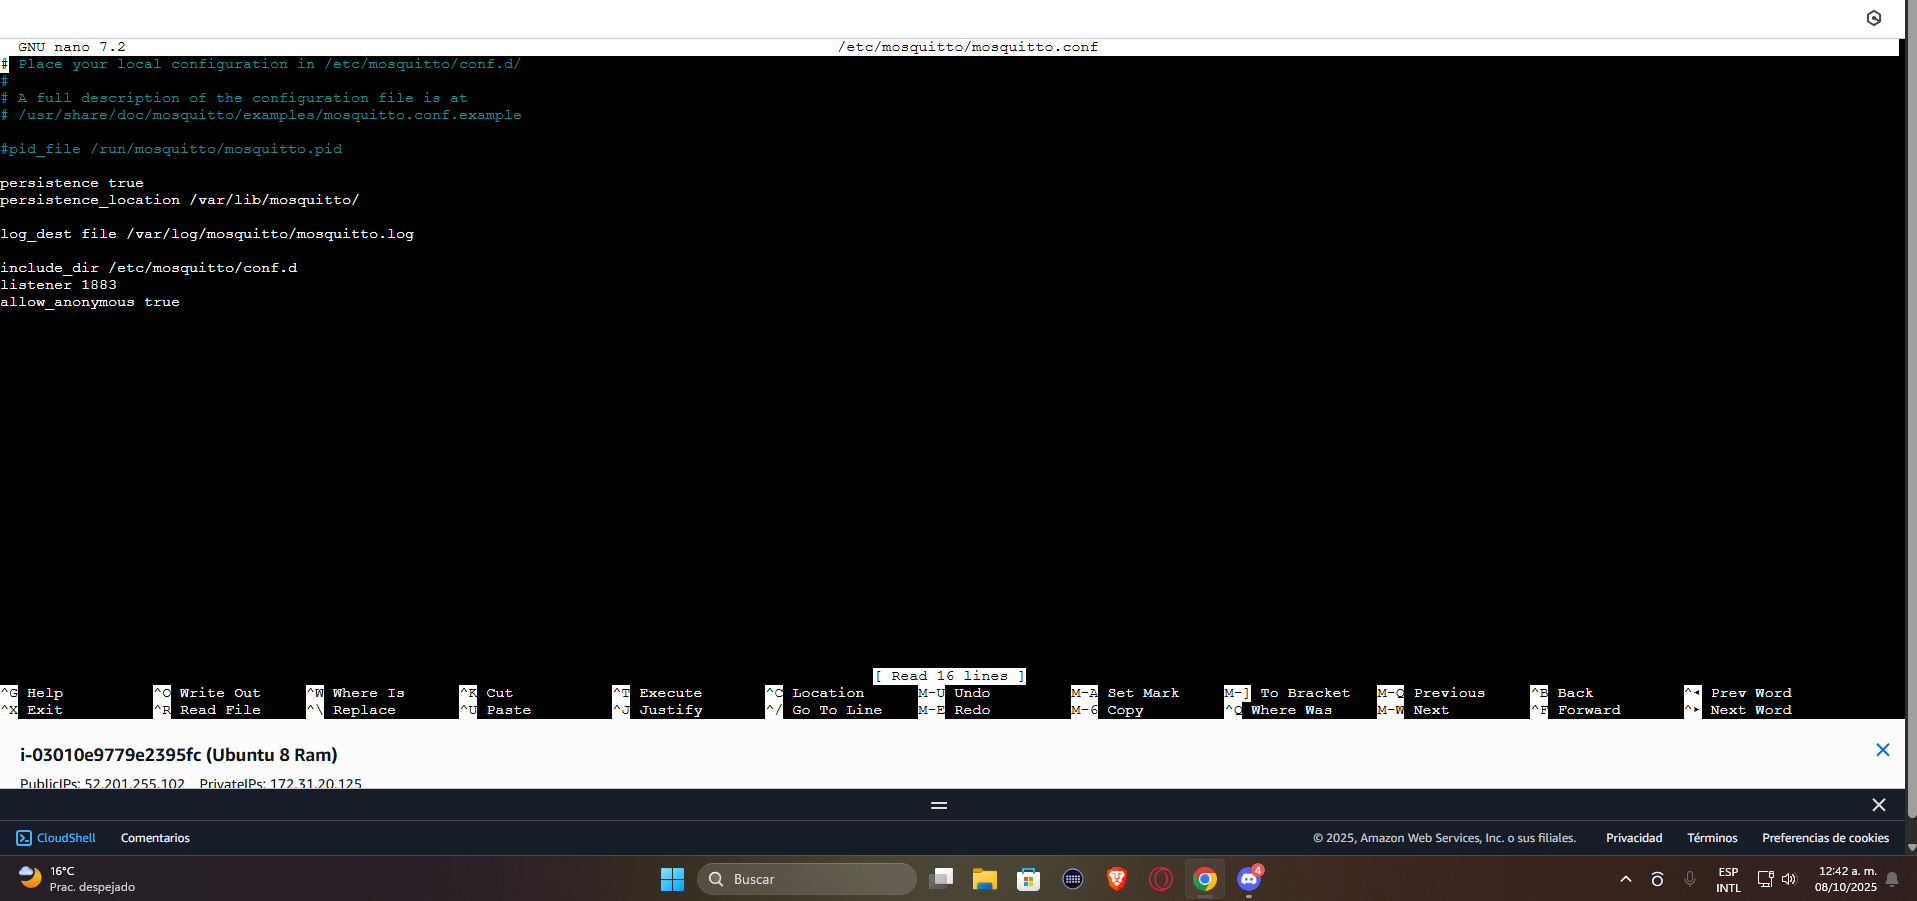 GNU nano 7.2 /etc/mosquitto/mosquitto.conf
# Place your local configuration in /etc/mosquitto/conf.d/
#
# A full description of the configuration file is at
# /usr/share/doc/mosquitto/examples/mosquitto.conf.example
#pid_file /run/mosquitto/mosquitto.pid
persistence true
persistence_location /var/lib/mosquitto/
log_dest file /var/log/mosquitto/mosquitto.log
include_dir /etc/mosquitto/conf.d
listener 1883
allow_anonymous true
[ Read 16 lines ]
^G Help ^O Write Out ^W Where Is ^K Cut ^T Execute ^C Location M-U Undo M-A Set Mark M-] To Bracket M-Q Previous ^B Back ^◂ Prev Word
^X Exit ^R Read File ^\ Replace ^U Paste ^J Justify ^/ Go To Line M-E Redo M-6 Copy ^Q Where Was M-W Next ^F Forward ^▸ Next Word
i-03010e9779e2395fc (Ubuntu 8 Ram)
PublicIPs: 52.201.255.102 PrivateIPs: 172.31.20.125
CloudShell Comentarios © 2025, Amazon Web Services, Inc. o sus filiales. Privacidad Términos Preferencias de cookies
16°C
Prac. despejado
Buscar
4
ESP
INTL
12:42 a. m.
08/10/2025